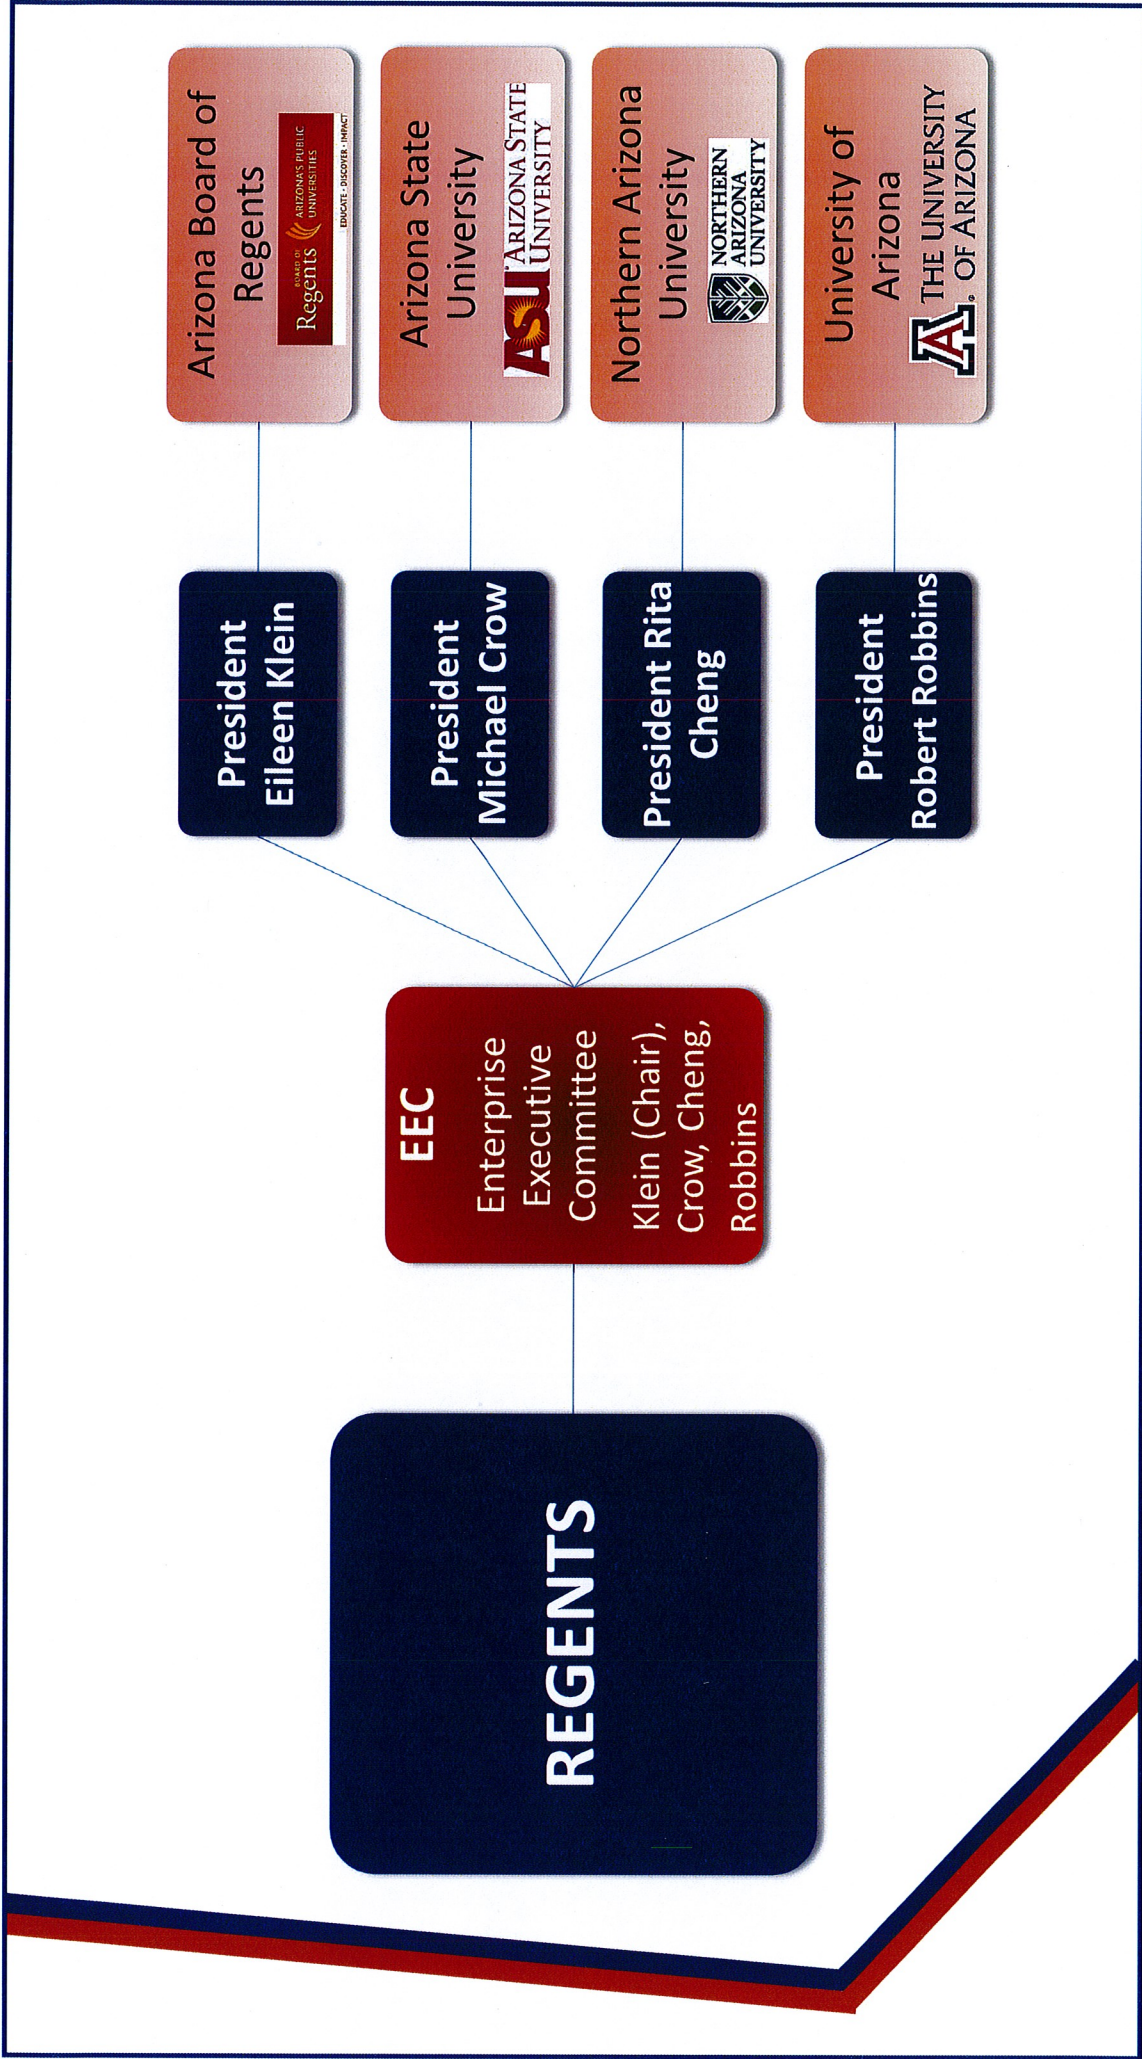 REGENTS
EEC
Enterprise
Executive
Committee
Klein (Chair),
Crow, Cheng,
Robbins
President
Eileen Klein
President
Michael Crow
President Rita
Cheng
President
Robert Robbins
Arizona Board of
Regents
BOARD OF
Regents
ARIZONA'S PUBLIC
UNIVERSITIES
EDUCATE · DISCOVER · IMPACT
Arizona State
University
ASU ARIZONA STATE
UNIVERSITY
Northern Arizona
University
NORTHERN
ARIZONA
UNIVERSITY
University of
Arizona
A THE UNIVERSITY
OF ARIZONA